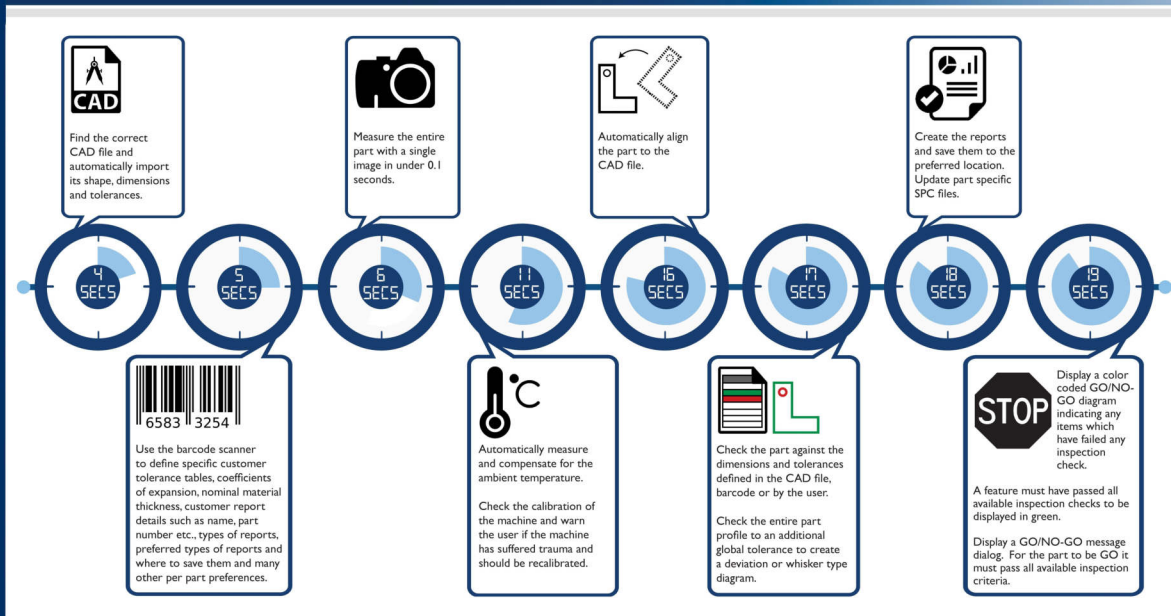 CAD
Find the correct
CAD file and
automatically import
its shape, dimensions
and tolerances.
Measure the entire
part with a single
image in under 0.1
seconds.
Automatically align
the part to the
CAD file.
Create the reports
and save them to the
preferred location.
Update part specific
SPC files.
4
SECS
5
SECS
6
SECS
11
SECS
16
SECS
17
SECS
18
SECS
19
SECS
6583 3254
Use the barcode scanner
to define specific customer
tolerance tables, coefficients
of expansion, nominal material
thickness, customer report
details such as name, part
number etc., types of reports,
preferred types of reports and
where to save them and many
other per part preferences.
°C
Automatically measure
and compensate for the
ambient temperature.
Check the calibration of
the machine and warn
the user if the machine
has suffered trauma and
should be recalibrated.
Check the part against the
dimensions and tolerances
defined in the CAD file,
barcode or by the user.
Check the entire part
profile to an additional
global tolerance to create
a deviation or whisker type
diagram.
STOP
Display a color
coded GO/NO-
GO diagram
indicating any
items which
have failed any
inspection
check.
A feature must have passed all
available inspection checks to be
displayed in green.
Display a GO/NO-GO message
dialog. For the part to be GO it
must pass all available inspection
criteria.